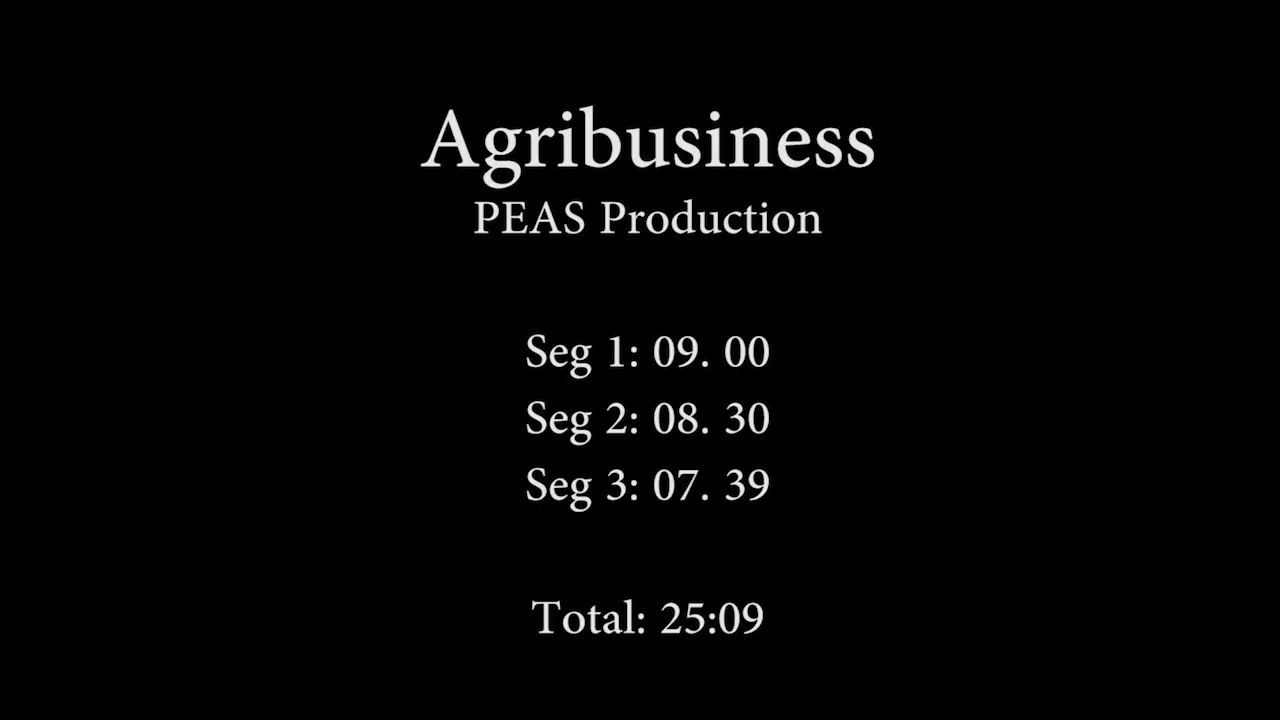 Agribusiness
PEAS Production
Seg 1: 09. 00
Seg 2: 08. 30
Seg 3: 07. 39
Total: 25:09